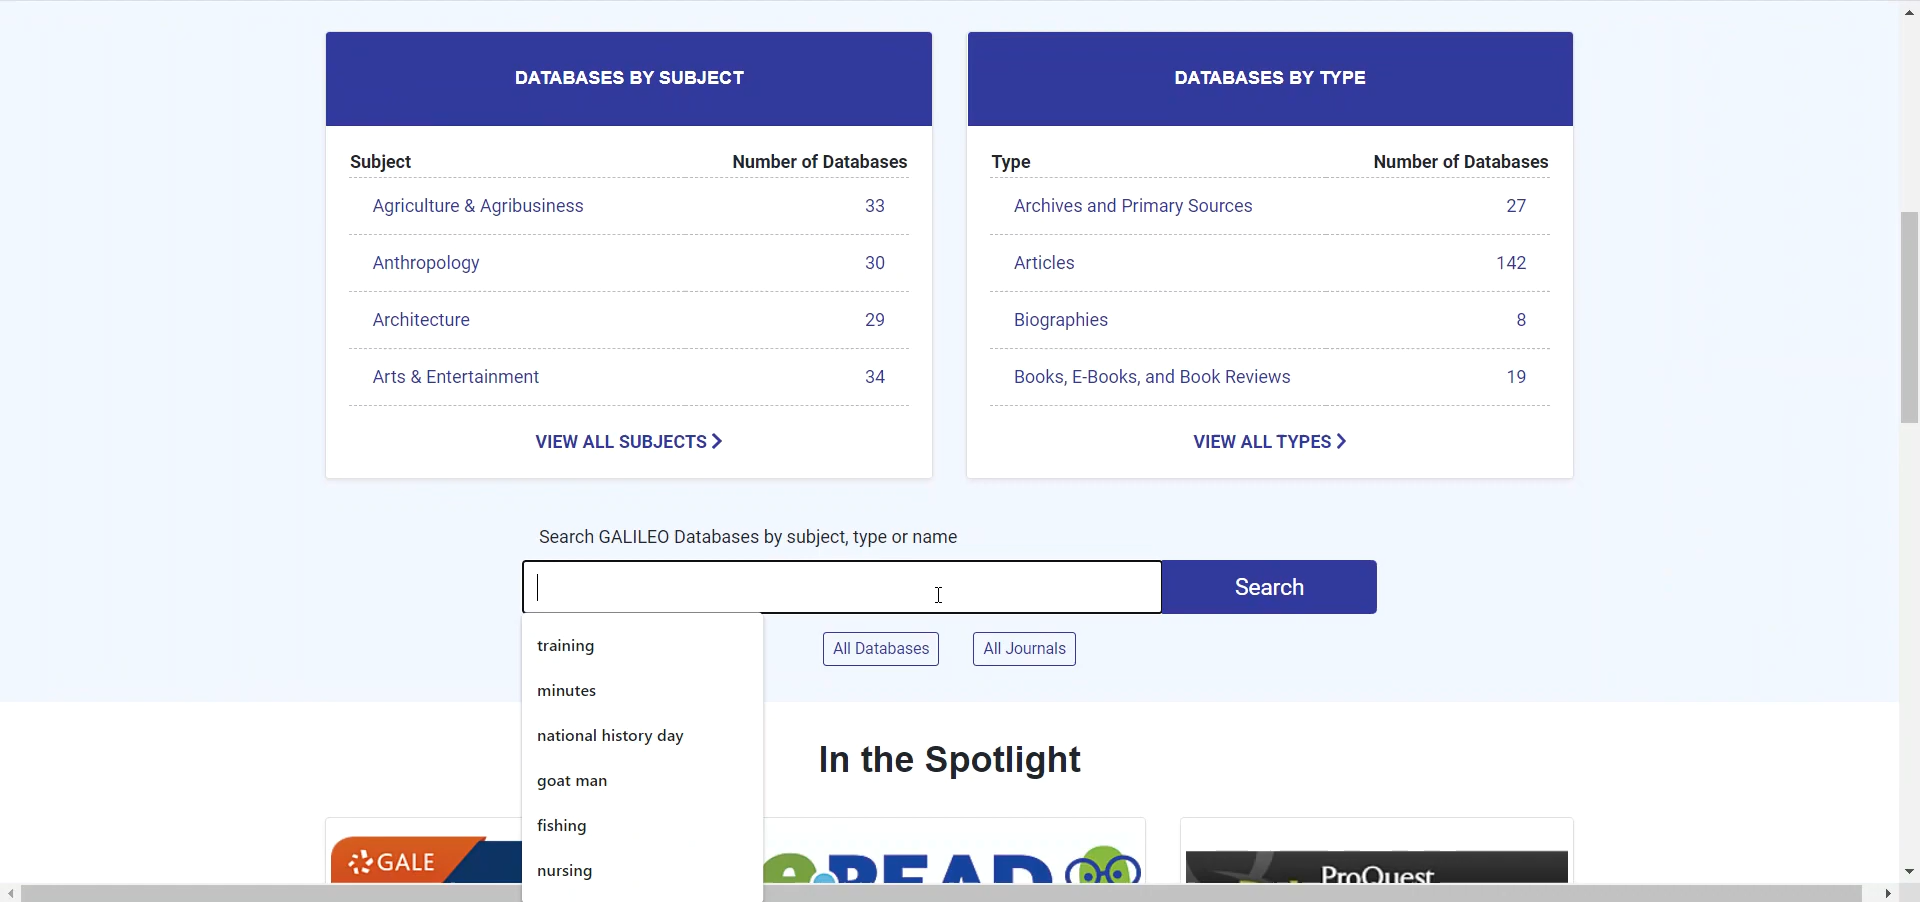 DATABASES BY SUBJECT
Subject Number of Databases
Agriculture & Agribusiness 33
Anthropology 30
Architecture 29
Arts & Entertainment 34
VIEW ALL SUBJECTS
DATABASES BY TYPE
Type Number of Databases
Archives and Primary Sources 27
Articles 142
Biographies 8
Books, E-Books, and Book Reviews 19
VIEW ALL TYPES
Search GALILEO Databases by subject, type or name
Search
training
minutes
national history day
goat man
fishing
nursing
All Databases All Journals
In the Spotlight
GALE
eREAD
ProQuest